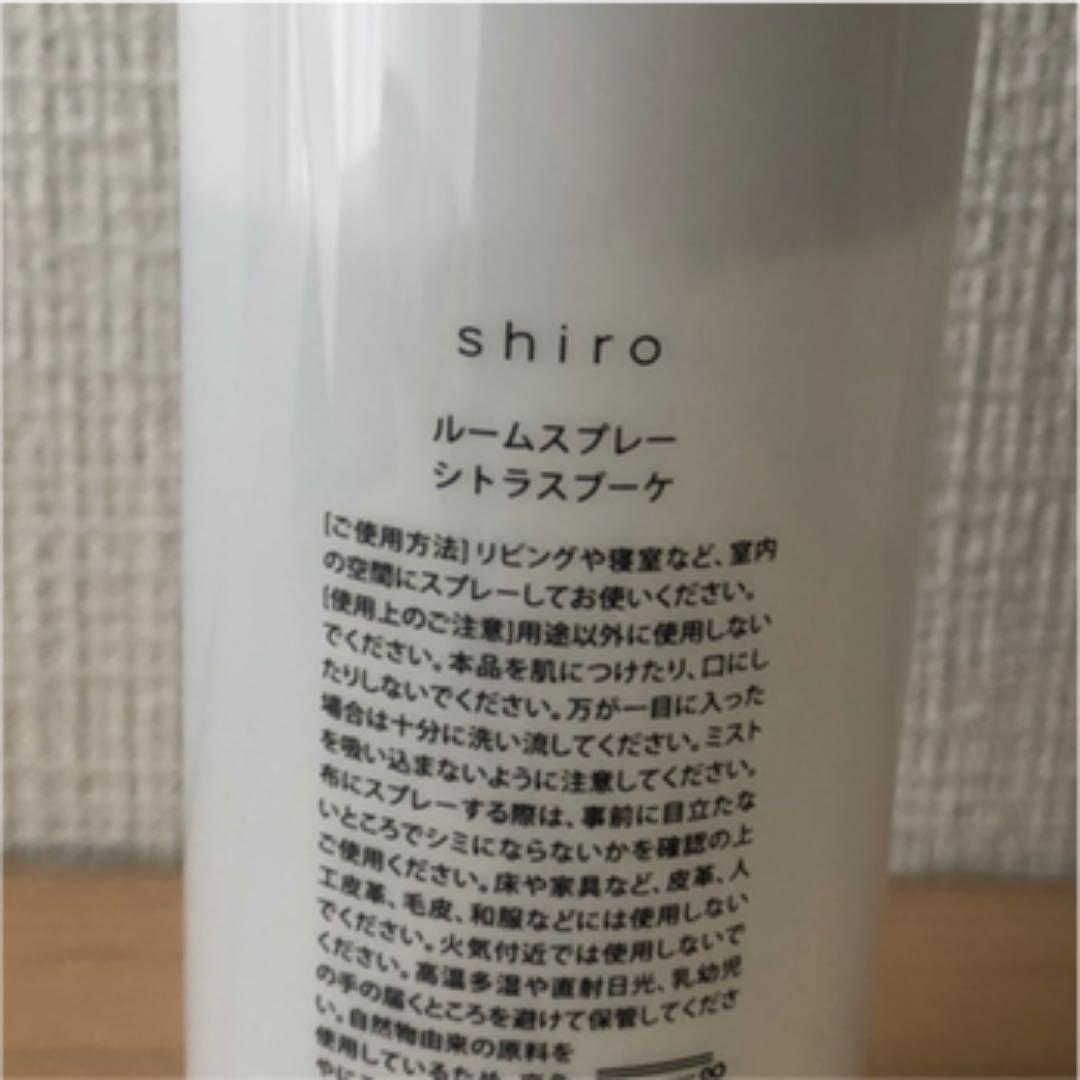 shiro
ルームスプレー
シトラスブーケ
[ご使用方法]リビングや寝室など、室内
の空間にスプレーしてお使いください。
[使用上のご注意]用途以外に使用しない
でください。本品を肌につけたり、口にし
たりしないでください。万が一目に入った
場合は十分に洗い流してください。ミスト
を吸い込まないように注意してください。
布にスプレーする際は、事前に目立たな
いところでシミにならないかを確認の上
ご使用ください。床や家具など、皮革、人
工皮革、毛皮、和服などには使用しない
でください。火気付近では使用しないで
ください。高温多湿や直射日光、乳幼児
の手の届くところを避けて保管してくださ
い。自然物由来の原料を
使用しているため、